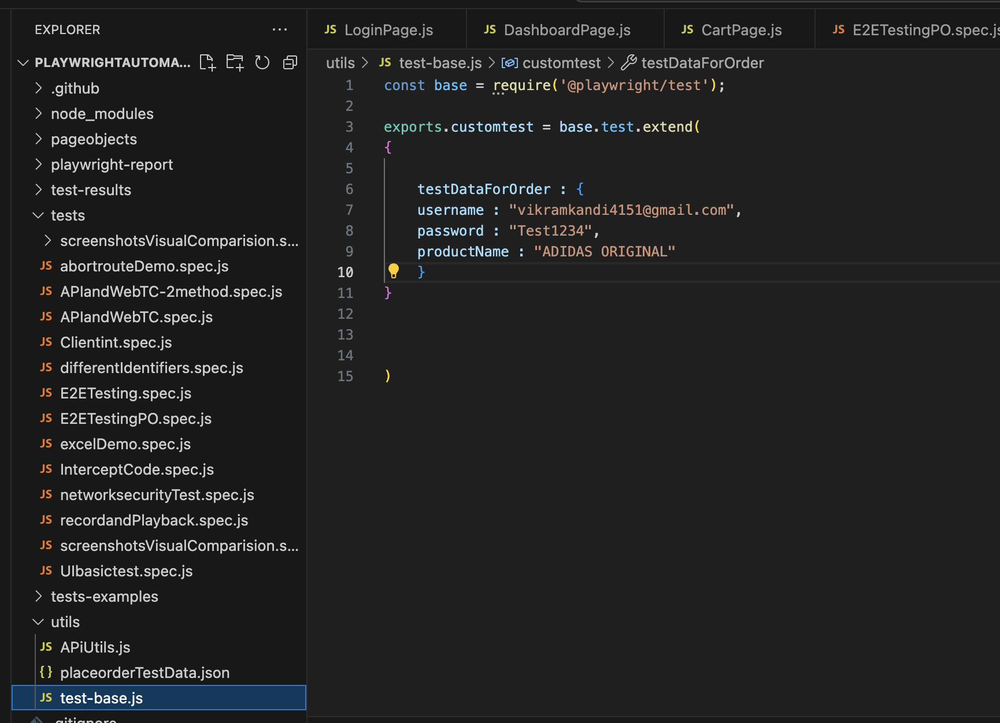 EXPLORER
PLAYWRIGHTAUTOMA...
.github
node_modules
pageobjects
playwright-report
test-results
tests
screenshotsVisualComparision.s...
JS abortrouteDemo.spec.js
JS APIandWebTC-2method.spec.js
JS APIandWebTC.spec.js
JS Clientint.spec.js
JS differentIdentifiers.spec.js
JS E2ETesting.spec.js
JS E2ETestingPO.spec.js
JS excelDemo.spec.js
JS InterceptCode.spec.js
JS networksecurityTest.spec.js
JS recordandPlayback.spec.js
JS screenshotsVisualComparision.s...
JS UIbasictest.spec.js
tests-examples
utils
JS APiUtils.js
{} placeorderTestData.json
JS test-base.js
.gitignore
JS LoginPage.js JS DashboardPage.js JS CartPage.js JS E2ETestingPO.spec.js
utils > JS test-base.js > customtest > testDataForOrder
1 const base = require('@playwright/test');
2
3 exports.customtest = base.test.extend(
4 {
5
6 testDataForOrder : {
7 username : "vikramkandi4151@gmail.com",
8 password : "Test1234",
9 productName : "ADIDAS ORIGINAL"
10 }
11 }
12
13
14
15 )